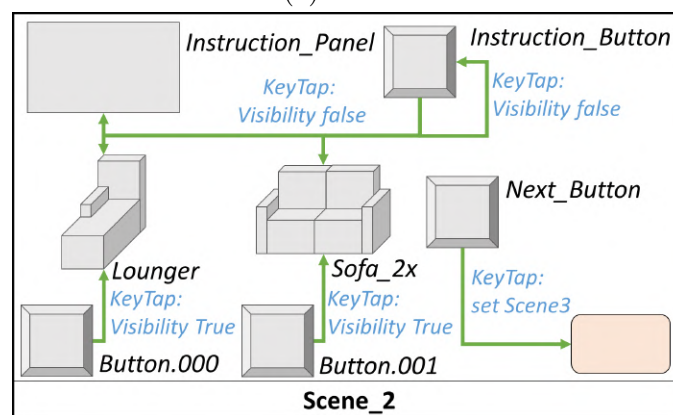 Instruction_Panel
Instruction_Button
KeyTap:
Visibility false
KeyTap:
Visibility false
Next_Button
Lounger
Sofa_2x
KeyTap:
Visibility True
KeyTap:
Visibility True
KeyTap:
set Scene3
Button.000
Button.001
Scene_2